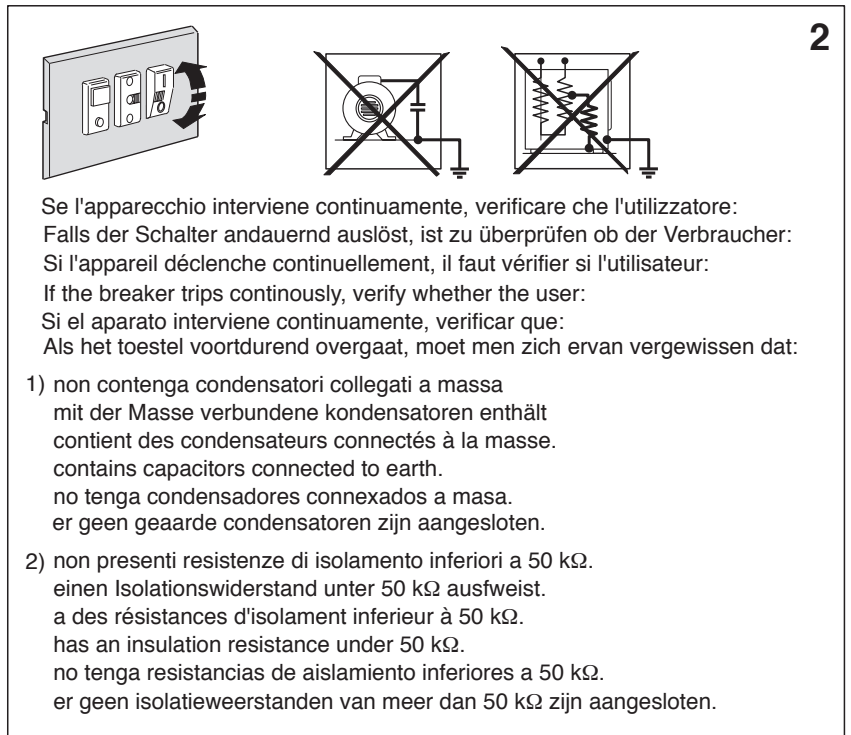 2
Se l'apparecchio interviene continuamente, verificare che l'utilizzatore:
Falls der Schalter andauernd auslöst, ist zu überprüfen ob der Verbraucher:
Si l'appareil déclenche continuellement, il faut vérifier si l'utilisateur:
If the breaker trips continously, verify whether the user:
Si el aparato interviene continuamente, verificar que:
Als het toestel voortdurend overgaat, moet men zich ervan vergewissen dat:
1) non contenga condensatori collegati a massa
mit der Masse verbundene kondensatoren enthält
contient des condensateurs connectés à la masse.
contains capacitors connected to earth.
no tenga condensadores connexados a masa.
er geen geaarde condensatoren zijn aangesloten.
2) non presenti resistenze di isolamento inferiori a 50 kΩ.
einen Isolationswiderstand unter 50 kΩ ausfweist.
a des résistances d'isolament inferieur à 50 kΩ.
has an insulation resistance under 50 kΩ.
no tenga resistancias de aislamiento inferiores a 50 kΩ.
er geen isolatieweerstanden van meer dan 50 kΩ zijn aangesloten.